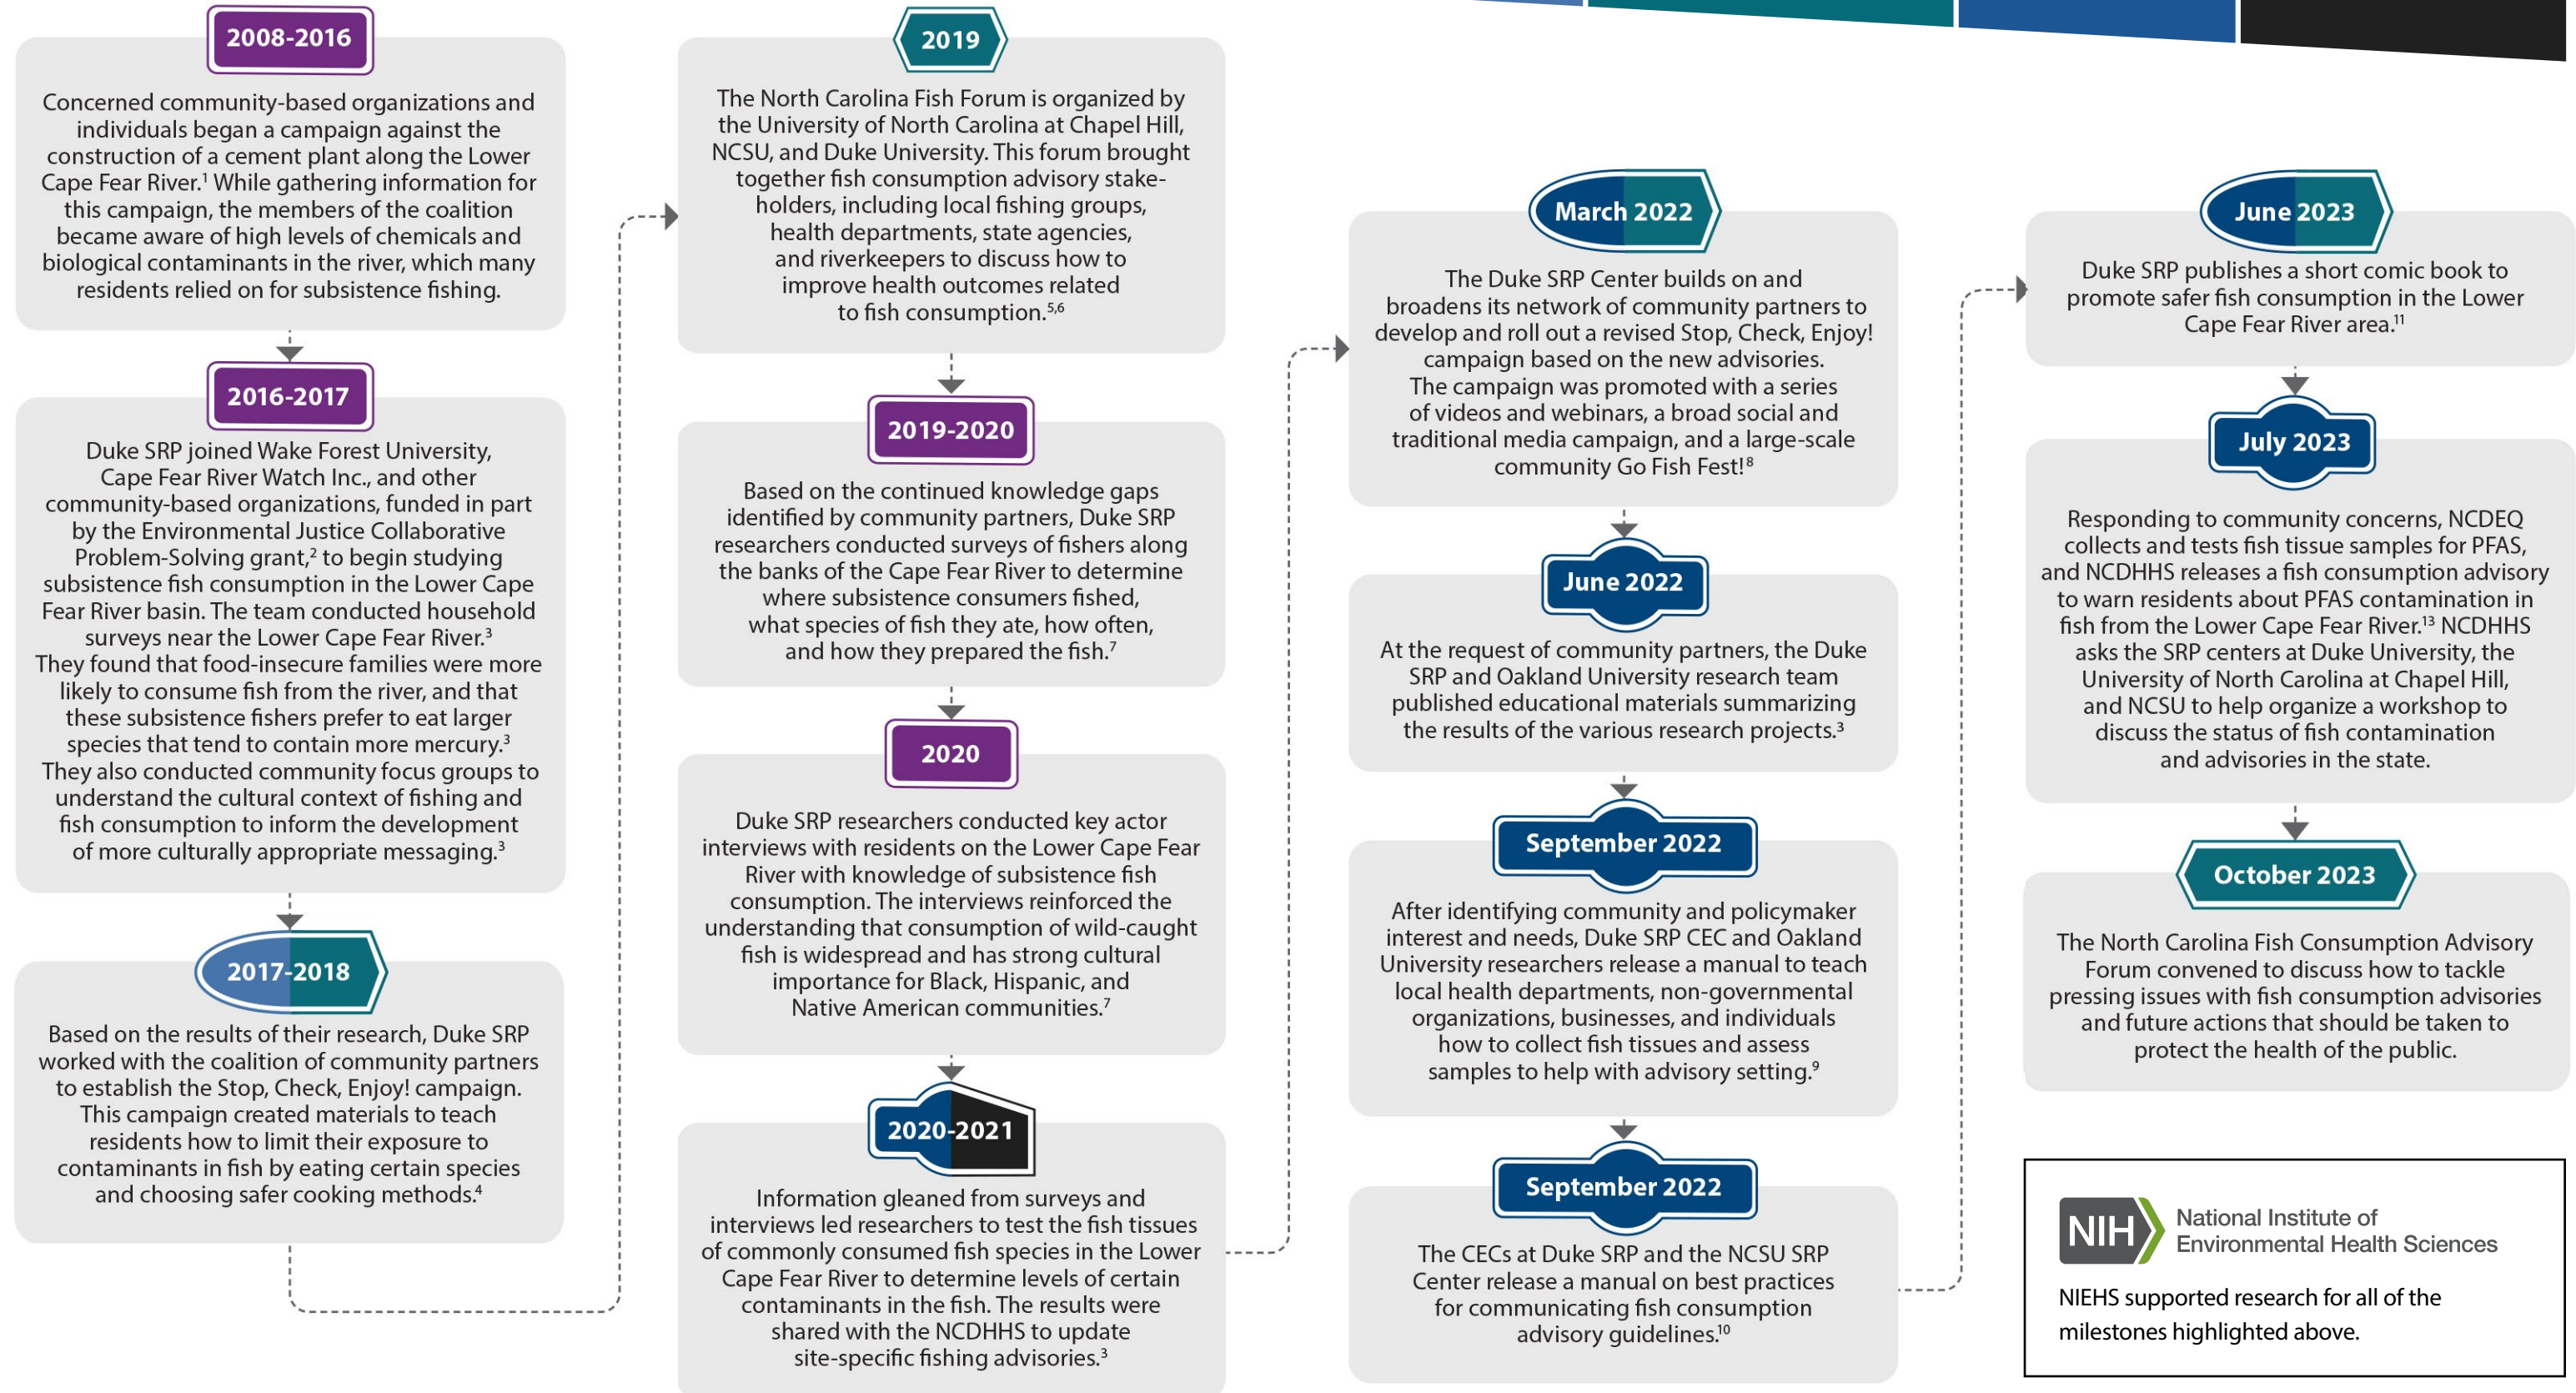 2008-2016
Concerned community-based organizations and
individuals began a campaign against the
construction of a cement plant along the Lower
Cape Fear River.¹ While gathering information for
this campaign, the members of the coalition
became aware of high levels of chemicals and
biological contaminants in the river, which many
residents relied on for subsistence fishing.
2016-2017
Duke SRP joined Wake Forest University,
Cape Fear River Watch Inc., and other
community-based organizations, funded in part
by the Environmental Justice Collaborative
Problem-Solving grant,² to begin studying
subsistence fish consumption in the Lower Cape
Fear River basin. The team conducted household
surveys near the Lower Cape Fear River.³
They found that food-insecure families were more
likely to consume fish from the river, and that
these subsistence fishers prefer to eat larger
species that tend to contain more mercury.³
They also conducted community focus groups to
understand the cultural context of fishing and
fish consumption to inform the development
of more culturally appropriate messaging.³
2017-2018
Based on the results of their research, Duke SRP
worked with the coalition of community partners
to establish the Stop, Check, Enjoy! campaign.
This campaign created materials to teach
residents how to limit their exposure to
contaminants in fish by eating certain species
and choosing safer cooking methods.⁴
2019
The North Carolina Fish Forum is organized by
the University of North Carolina at Chapel Hill,
NCSU, and Duke University. This forum brought
together fish consumption advisory stake-
holders, including local fishing groups,
health departments, state agencies,
and riverkeepers to discuss how to
improve health outcomes related
to fish consumption.⁵,⁶
2019-2020
Based on the continued knowledge gaps
identified by community partners, Duke SRP
researchers conducted surveys of fishers along
the banks of the Cape Fear River to determine
where subsistence consumers fished,
what species of fish they ate, how often,
and how they prepared the fish.⁷
2020
Duke SRP researchers conducted key actor
interviews with residents on the Lower Cape Fear
River with knowledge of subsistence fish
consumption. The interviews reinforced the
understanding that consumption of wild-caught
fish is widespread and has strong cultural
importance for Black, Hispanic, and
Native American communities.⁷
2020-2021
Information gleaned from surveys and
interviews led researchers to test the fish tissues
of commonly consumed fish species in the Lower
Cape Fear River to determine levels of certain
contaminants in the fish. The results were
shared with the NCDHHS to update
site-specific fishing advisories.³
March 2022
The Duke SRP Center builds on and
broadens its network of community partners to
develop and roll out a revised Stop, Check, Enjoy!
campaign based on the new advisories.
The campaign was promoted with a series
of videos and webinars, a broad social and
traditional media campaign, and a large-scale
community Go Fish Fest!⁸
June 2022
At the request of community partners, the Duke
SRP and Oakland University research team
published educational materials summarizing
the results of the various research projects.³
September 2022
After identifying community and policymaker
interest and needs, Duke SRP CEC and Oakland
University researchers release a manual to teach
local health departments, non-governmental
organizations, businesses, and individuals
how to collect fish tissues and assess
samples to help with advisory setting.⁹
September 2022
The CECs at Duke SRP and the NCSU SRP
Center release a manual on best practices
for communicating fish consumption
advisory guidelines.¹⁰
June 2023
Duke SRP publishes a short comic book to
promote safer fish consumption in the Lower
Cape Fear River area.¹¹
July 2023
Responding to community concerns, NCDEQ
collects and tests fish tissue samples for PFAS,
and NCDHHS releases a fish consumption advisory
to warn residents about PFAS contamination in
fish from the Lower Cape Fear River.¹³ NCDHHS
asks the SRP centers at Duke University, the
University of North Carolina at Chapel Hill,
and NCSU to help organize a workshop to
discuss the status of fish contamination
and advisories in the state.
October 2023
The North Carolina Fish Consumption Advisory
Forum convened to discuss how to tackle
pressing issues with fish consumption advisories
and future actions that should be taken to
protect the health of the public.
NIH
National Institute of
Environmental Health Sciences
NIEHS supported research for all of the
milestones highlighted above.